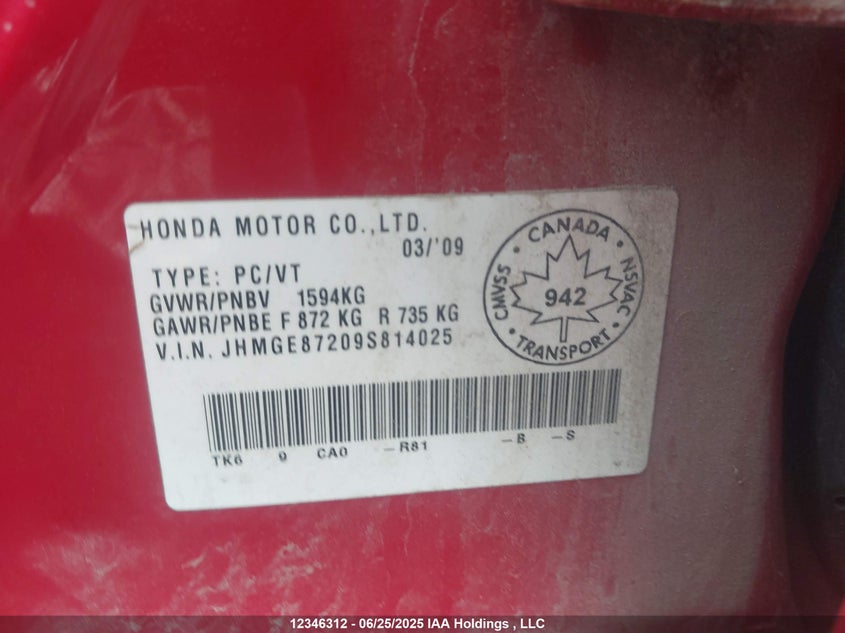 HONDA MOTOR CO.,LTD.
03/'09
TYPE: PC/VT
GVWR/PNBV 1594KG
GAWR/PNBE F 872 KG R 735 KG
V.I.N. JHMGE87209S814025
CANADA
CMVSS
942
NSVAC
TRANSPORT
TK6 9 CA0 -R81 -B -S
12346312 - 06/25/2025 IAA Holdings , LLC